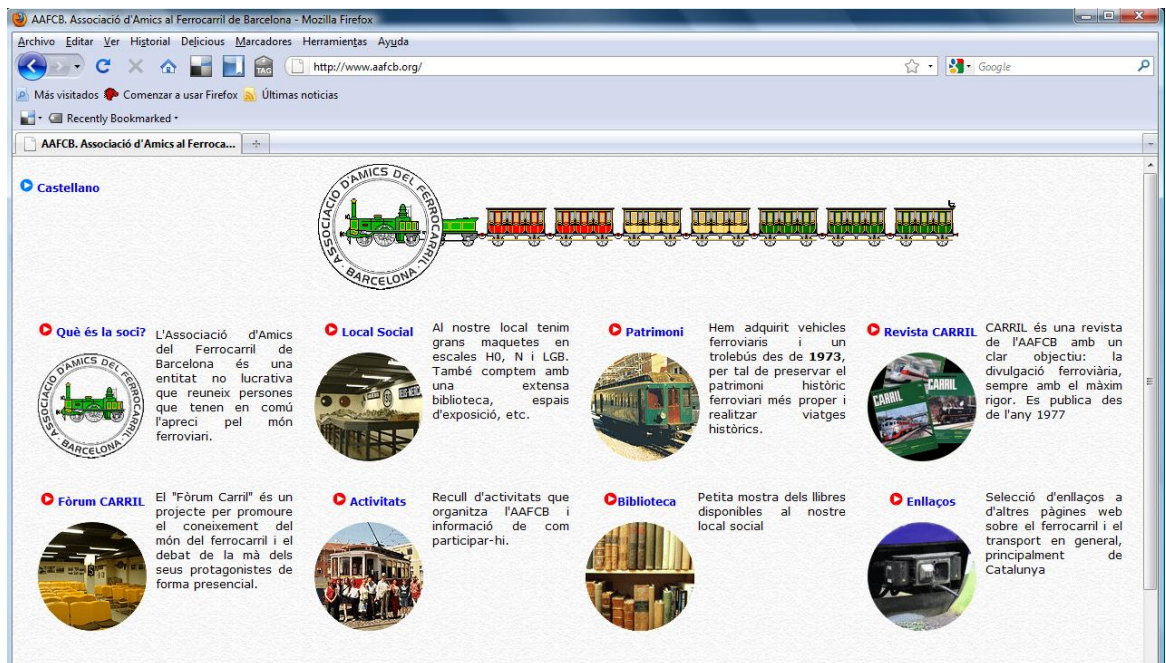 AAFCB. Associació d'Amics al Ferrocarril de Barcelona - Mozilla Firefox
Archivo Editar Ver Historial Delicious Marcadores Herramientas Ayuda
TAG
http://www.aafcb.org/
Google
Más visitados Comenzar a usar Firefox Últimas noticias
Recently Bookmarked
AAFCB. Associació d'Amics al Ferroca...
Castellano
ASSOCIACIÓ D'AMICS DEL FERROCARRIL · BARCELONA ·
Què és la soci?
ASSOCIACIÓ D'AMICS DEL FERROCARRIL · BARCELONA ·
L'Associació d'Amics
del Ferrocarril de
Barcelona és una
entitat no lucrativa
que reuneix persones
que tenen en comú
l'apreci pel món
ferroviari.
Local Social
Al nostre local tenim
grans maquetes en
escales H0, N i LGB.
També comptem amb
una extensa
biblioteca, espais
d'exposició, etc.
Patrimoni
Hem adquirit vehicles
ferroviaris i un
trolebús des de 1973,
per tal de preservar el
patrimoni històric
ferroviari més proper i
realitzar viatges
històrics.
Revista CARRIL
CARRIL
CARRIL
CARRIL és una revista
de l'AAFCB amb un
clar objectiu: la
divulgació ferroviària,
sempre amb el màxim
rigor. Es publica des
de l'any 1977
Fòrum CARRIL
El "Fòrum Carril" és un
projecte per promoure
el coneixement del
món del ferrocarril i el
debat de la mà dels
seus protagonistes de
forma presencial.
Activitats
Recull d'activitats que
organitza l'AAFCB i
informació de com
participar-hi.
Biblioteca
Petita mostra dels llibres
disponibles al nostre
local social
Enllaços
Selecció d'enllaços a
d'altres pàgines web
sobre el ferrocarril i el
transport en general,
principalment de
Catalunya